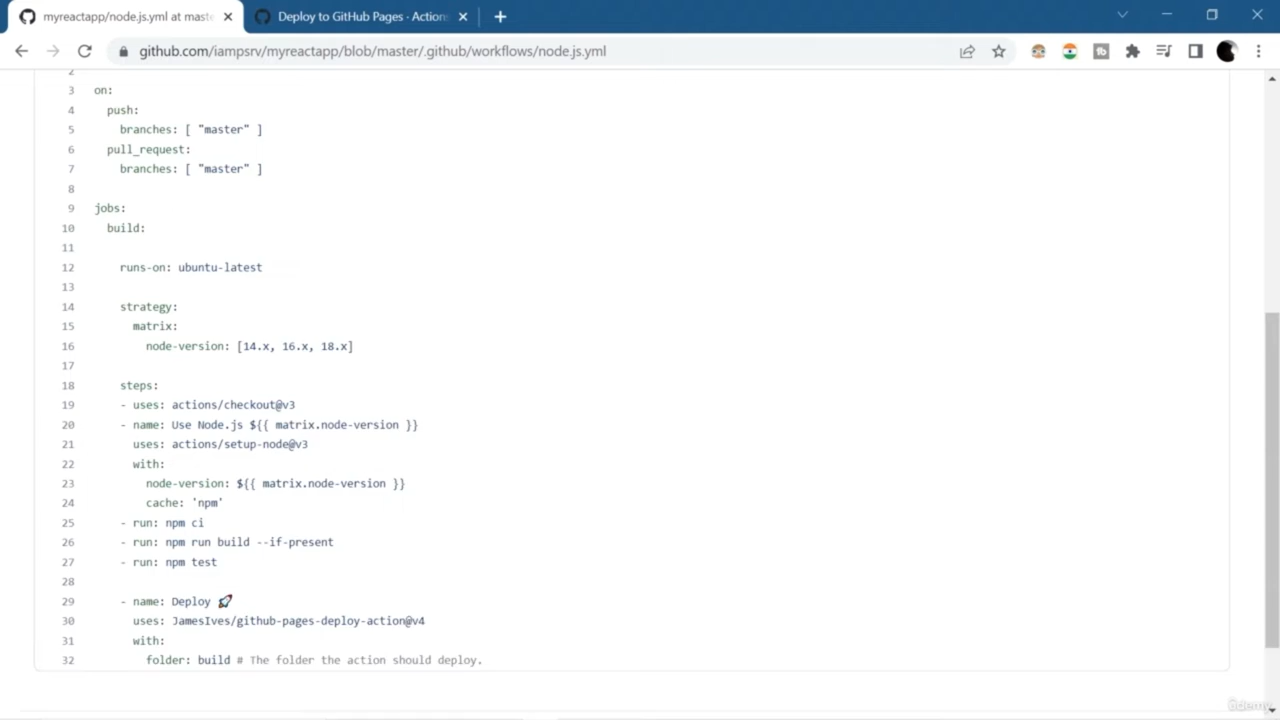 myreactapp/node.js.yml at maste
Deploy to GitHub Pages · Actions
github.com/iampsrv/myreactapp/blob/master/.github/workflows/node.js.yml
2
3 on:
4 push:
5 branches: [ "master" ]
6 pull_request:
7 branches: [ "master" ]
8
9 jobs:
10 build:
11
12 runs-on: ubuntu-latest
13
14 strategy:
15 matrix:
16 node-version: [14.x, 16.x, 18.x]
17
18 steps:
19 - uses: actions/checkout@v3
20 - name: Use Node.js ${{ matrix.node-version }}
21 uses: actions/setup-node@v3
22 with:
23 node-version: ${{ matrix.node-version }}
24 cache: 'npm'
25 - run: npm ci
26 - run: npm run build --if-present
27 - run: npm test
28
29 - name: Deploy 🚀
30 uses: JamesIves/github-pages-deploy-action@v4
31 with:
32 folder: build # The folder the action should deploy.
ûdemy